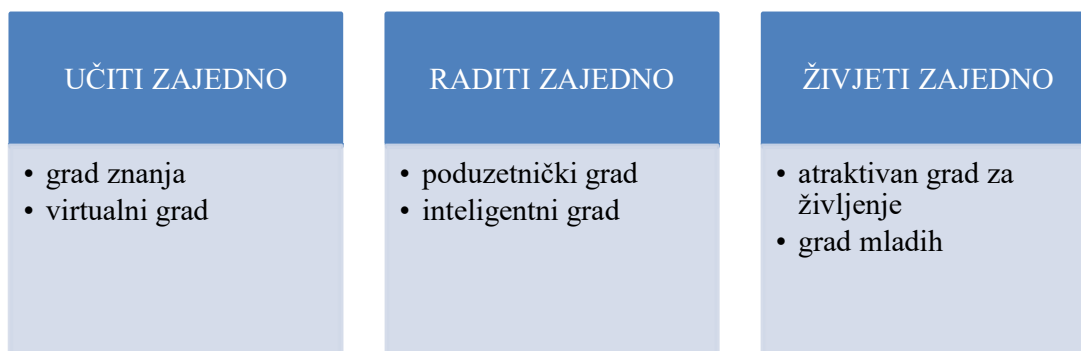 UČITI ZAJEDNO
• grad znanja
• virtualni grad
RADITI ZAJEDNO
• poduzetnički grad
• inteligentni grad
ŽIVJETI ZAJEDNO
• atraktivan grad za
življenje
• grad mladih